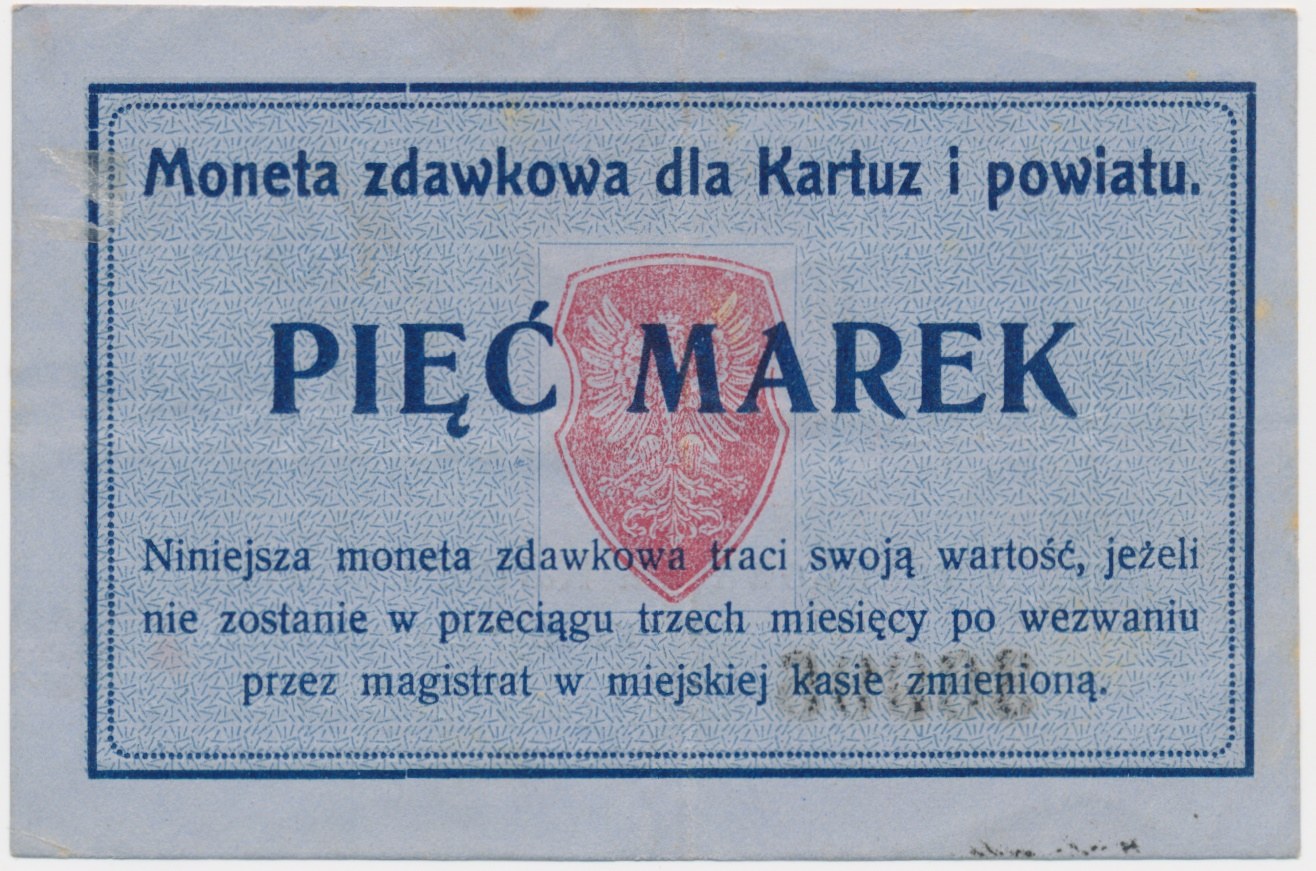 Moneta zdawkowa dla Kartuz i powiatu.
PIĘĆ MAREK
Niniejsza moneta zdawkowa traci swoją wartość, jeżeli
nie zostanie w przeciągu trzech miesięcy po wezwaniu
przez magistrat w miejskiej kasie zmienioną.